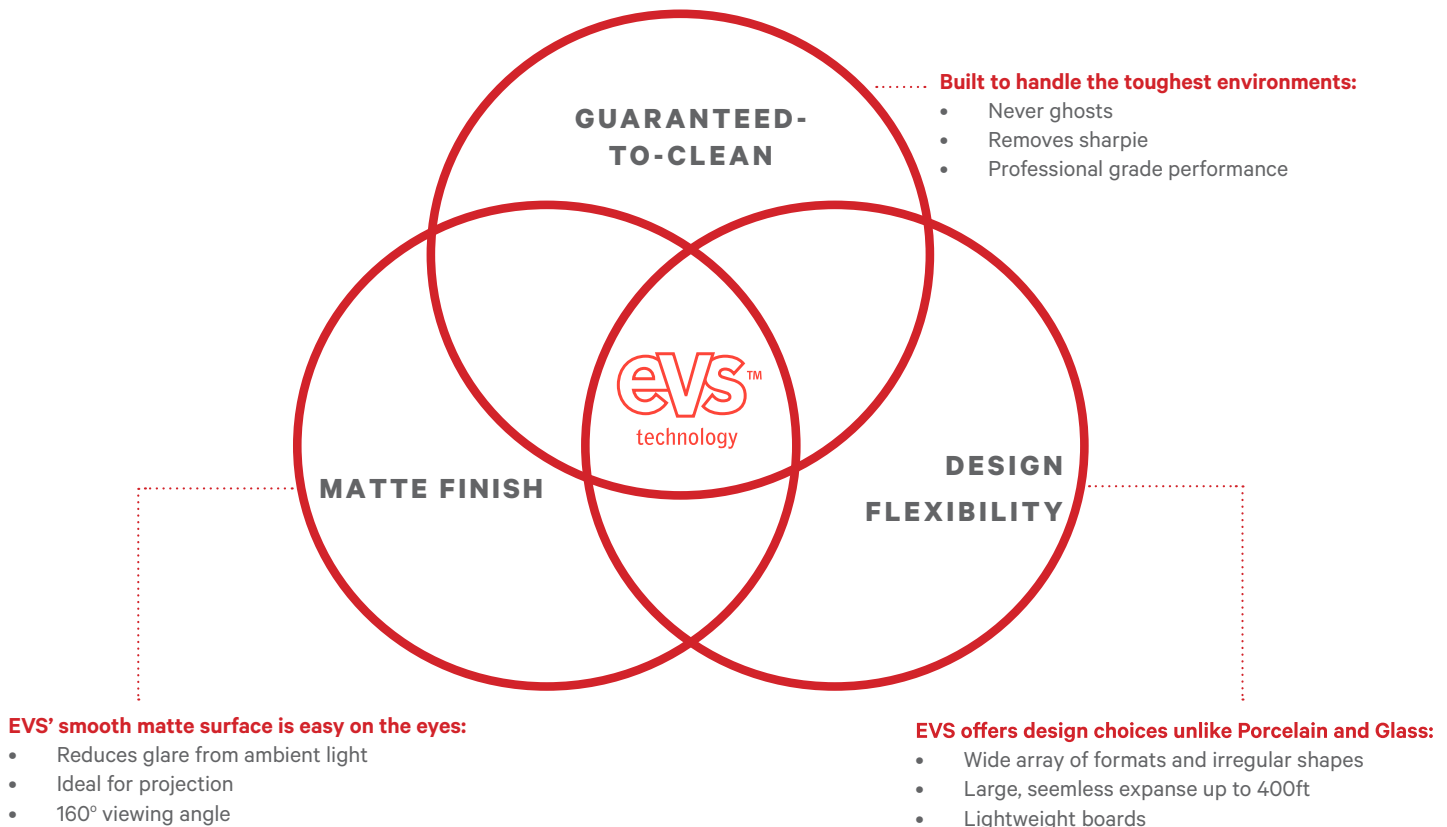 GUARANTEED-
TO-CLEAN
Built to handle the toughest environments:
• Never ghosts
• Removes sharpie
• Professional grade performance
eVs™
technology
MATTE FINISH
DESIGN
FLEXIBILITY
EVS’ smooth matte surface is easy on the eyes:
• Reduces glare from ambient light
• Ideal for projection
• 160° viewing angle
EVS offers design choices unlike Porcelain and Glass:
• Wide array of formats and irregular shapes
• Large, seemless expanse up to 400ft
• Lightweight boards